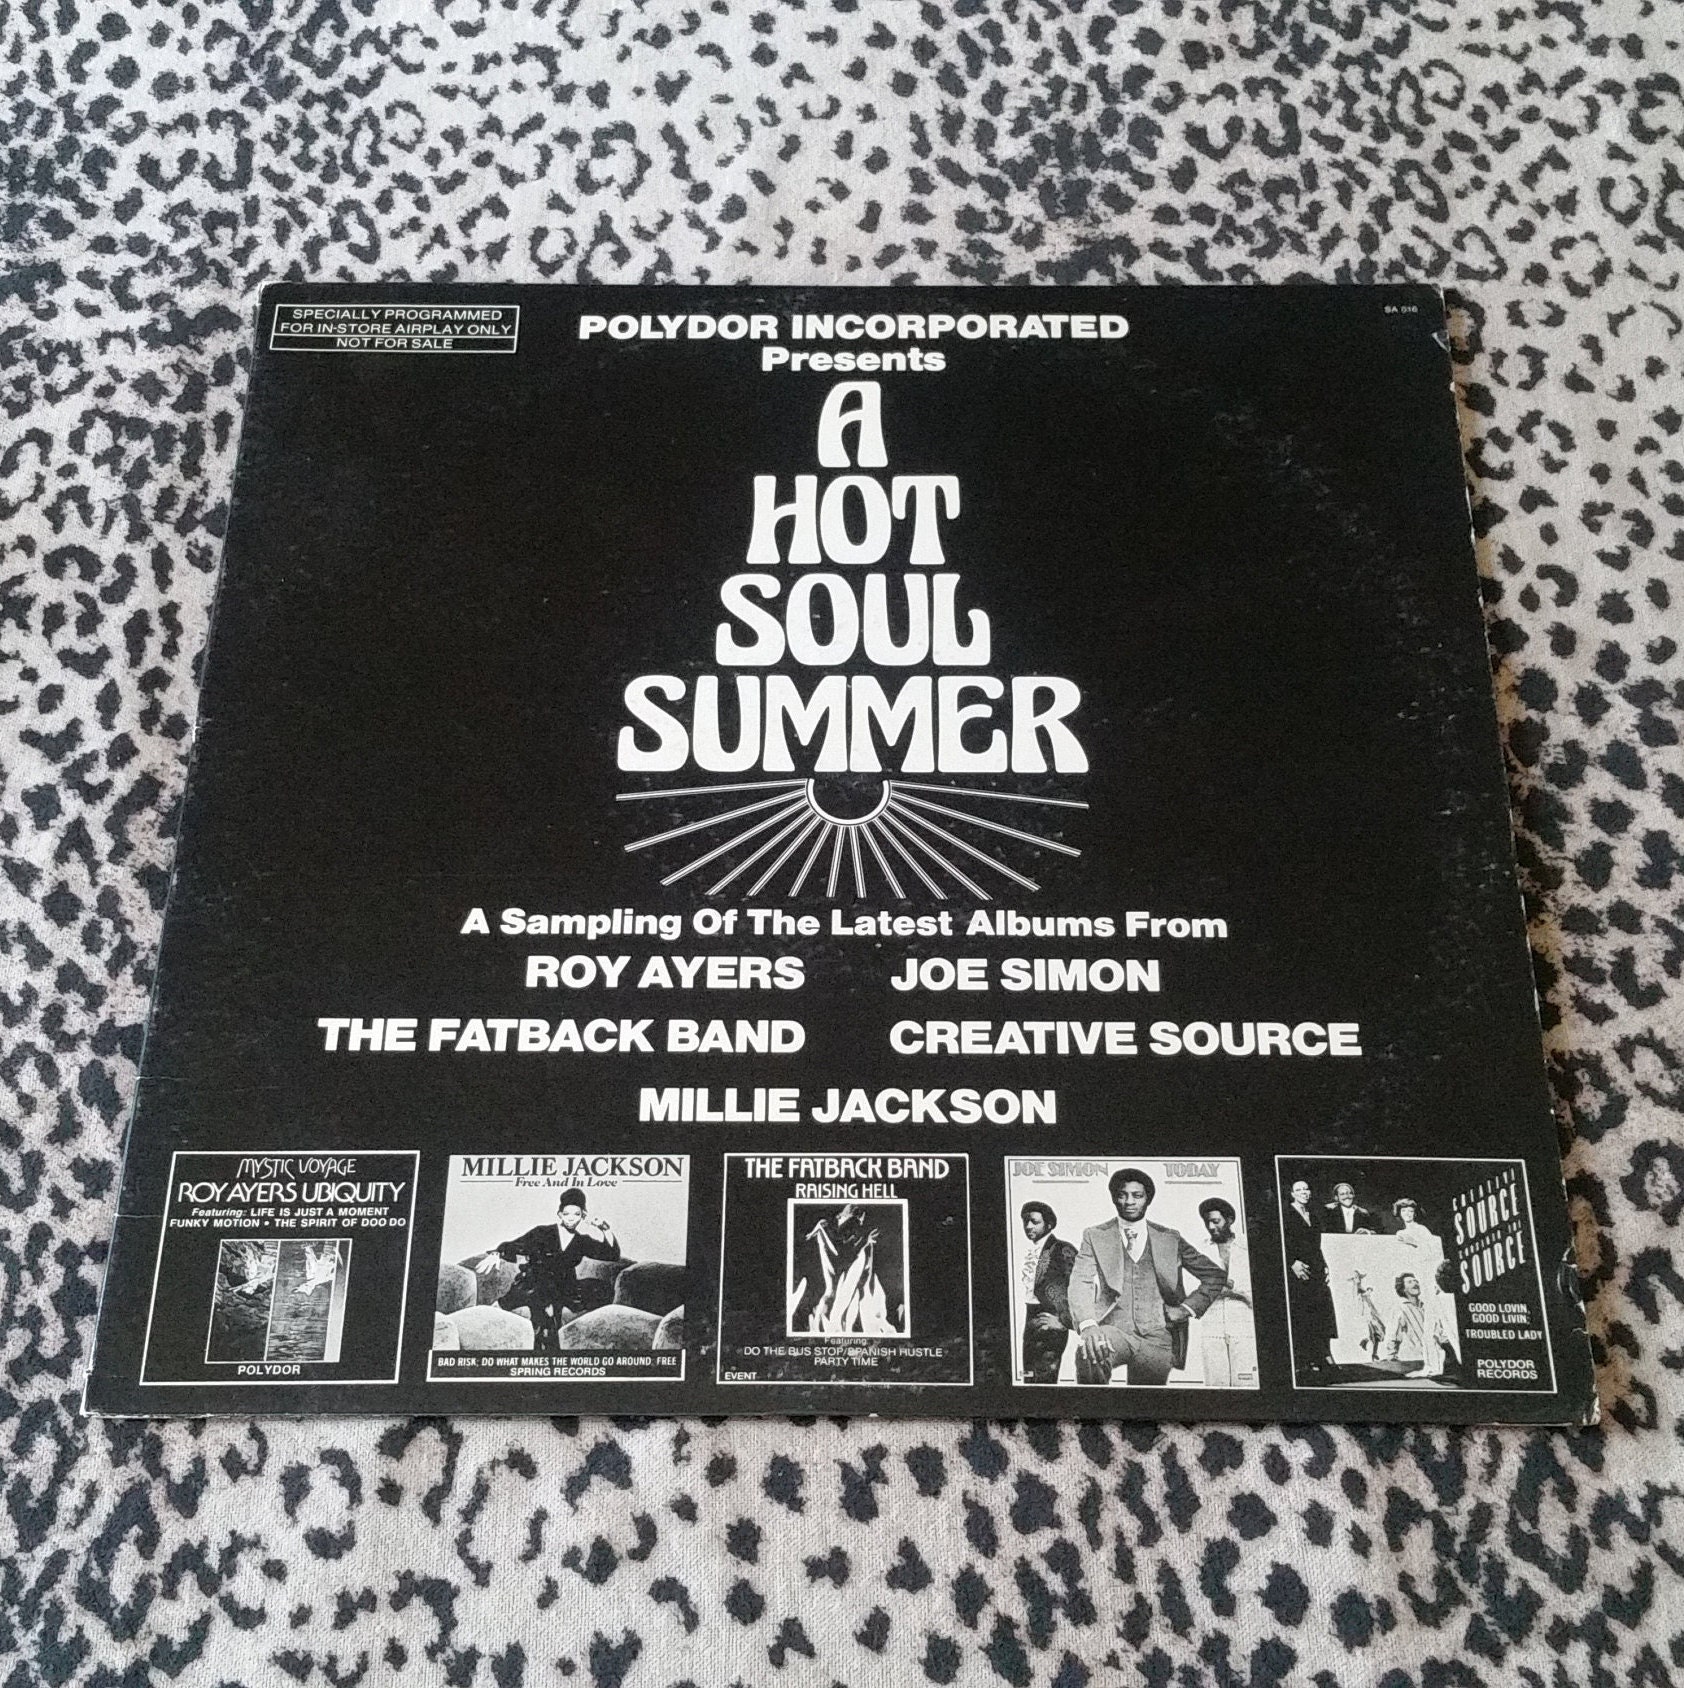 SPECIALLY PROGRAMMED
FOR IN-STORE AIRPLAY ONLY
NOT FOR SALE
POLYDOR INCORPORATED
Presents
SA 016
A
HOT
SOUL
SUMMER
A Sampling Of The Latest Albums From
ROY AYERS JOE SIMON
THE FATBACK BAND CREATIVE SOURCE
MILLIE JACKSON
MYSTIC VOYAGE
ROY AYERS UBIQUITY
Featuring: LIFE IS JUST A MOMENT
FUNKY MOTION • THE SPIRIT OF DOO DO
POLYDOR
MILLIE JACKSON
Free And In Love
BAD RISK; DO WHAT MAKES THE WORLD GO AROUND; FREE
SPRING RECORDS
THE FATBACK BAND
RAISING HELL
Featuring:
DO THE BUS STOP/SPANISH HUSTLE
PARTY TIME
EVENT
JOE SIMON TODAY
CREATIVE
SOURCE
SOURCE
GOOD LOVIN,
GOOD LIVIN;
TROUBLED LADY
POLYDOR
RECORDS